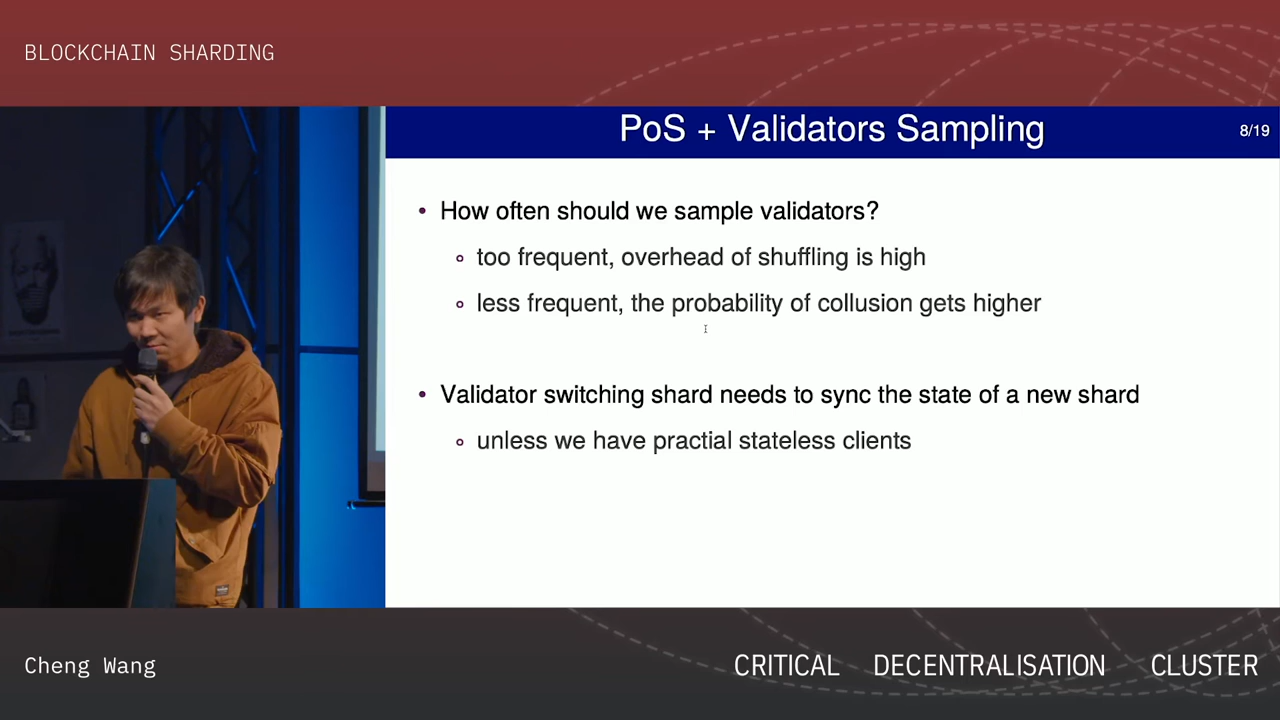 BLOCKCHAIN SHARDING
PoS + Validators Sampling
8/19
• How often should we sample validators?
∘ too frequent, overhead of shuffling is high
∘ less frequent, the probability of collusion gets higher
• Validator switching shard needs to sync the state of a new shard
∘ unless we have practial stateless clients
Cheng Wang
CRITICAL DECENTRALISATION CLUSTER